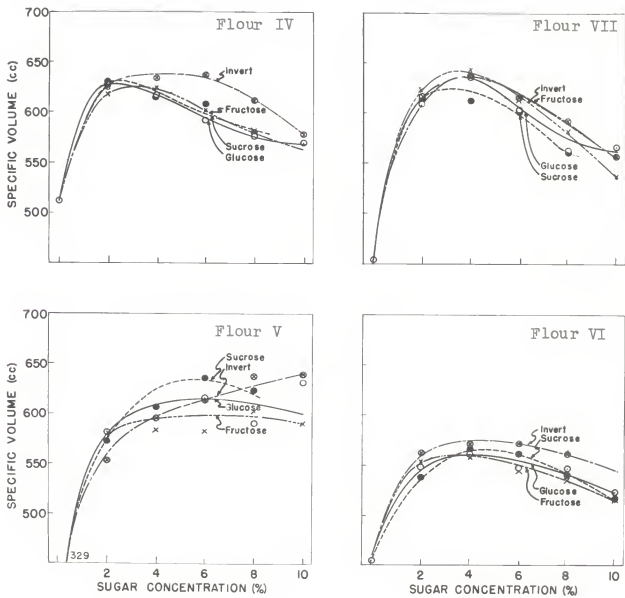 Flour IV
700
650
600
550
500
SPECIFIC VOLUME (cc)
Invert
Fructose
Sucrose
Glucose
Flour VII
Invert
Fructose
Glucose
Sucrose
Flour V
700
650
600
550
500
SPECIFIC VOLUME (cc)
Sucrose
Invert
Glucose
Fructose
329
2 4 6 8 10
SUGAR CONCENTRATION (%)
Flour VI
Invert
Sucrose
Glucose
Fructose
2 4 6 8 10
SUGAR CONCENTRATION (%)